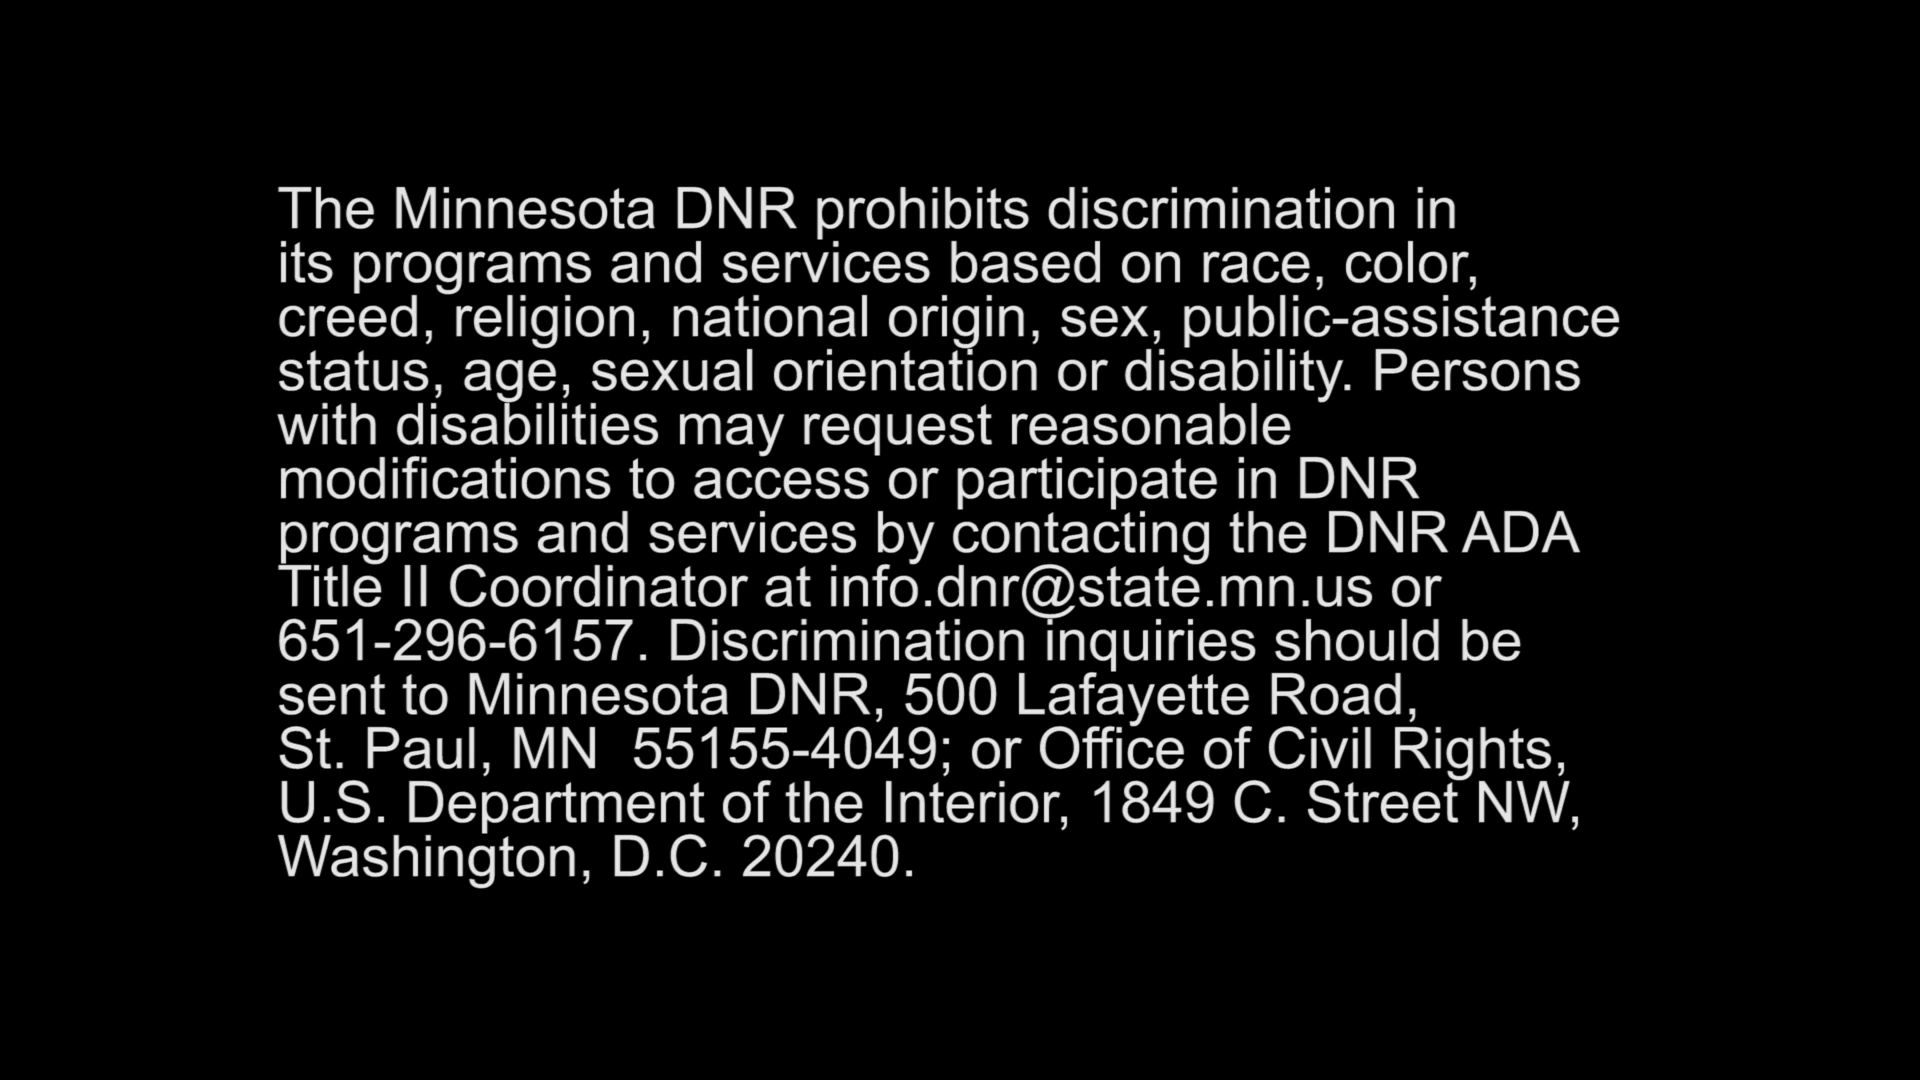 The Minnesota DNR prohibits discrimination in
its programs and services based on race, color,
creed, religion, national origin, sex, public-assistance
status, age, sexual orientation or disability. Persons
with disabilities may request reasonable
modifications to access or participate in DNR
programs and services by contacting the DNR ADA
Title II Coordinator at info.dnr@state.mn.us or
651-296-6157. Discrimination inquiries should be
sent to Minnesota DNR, 500 Lafayette Road,
St. Paul, MN  55155-4049; or Office of Civil Rights,
U.S. Department of the Interior, 1849 C. Street NW,
Washington, D.C. 20240.